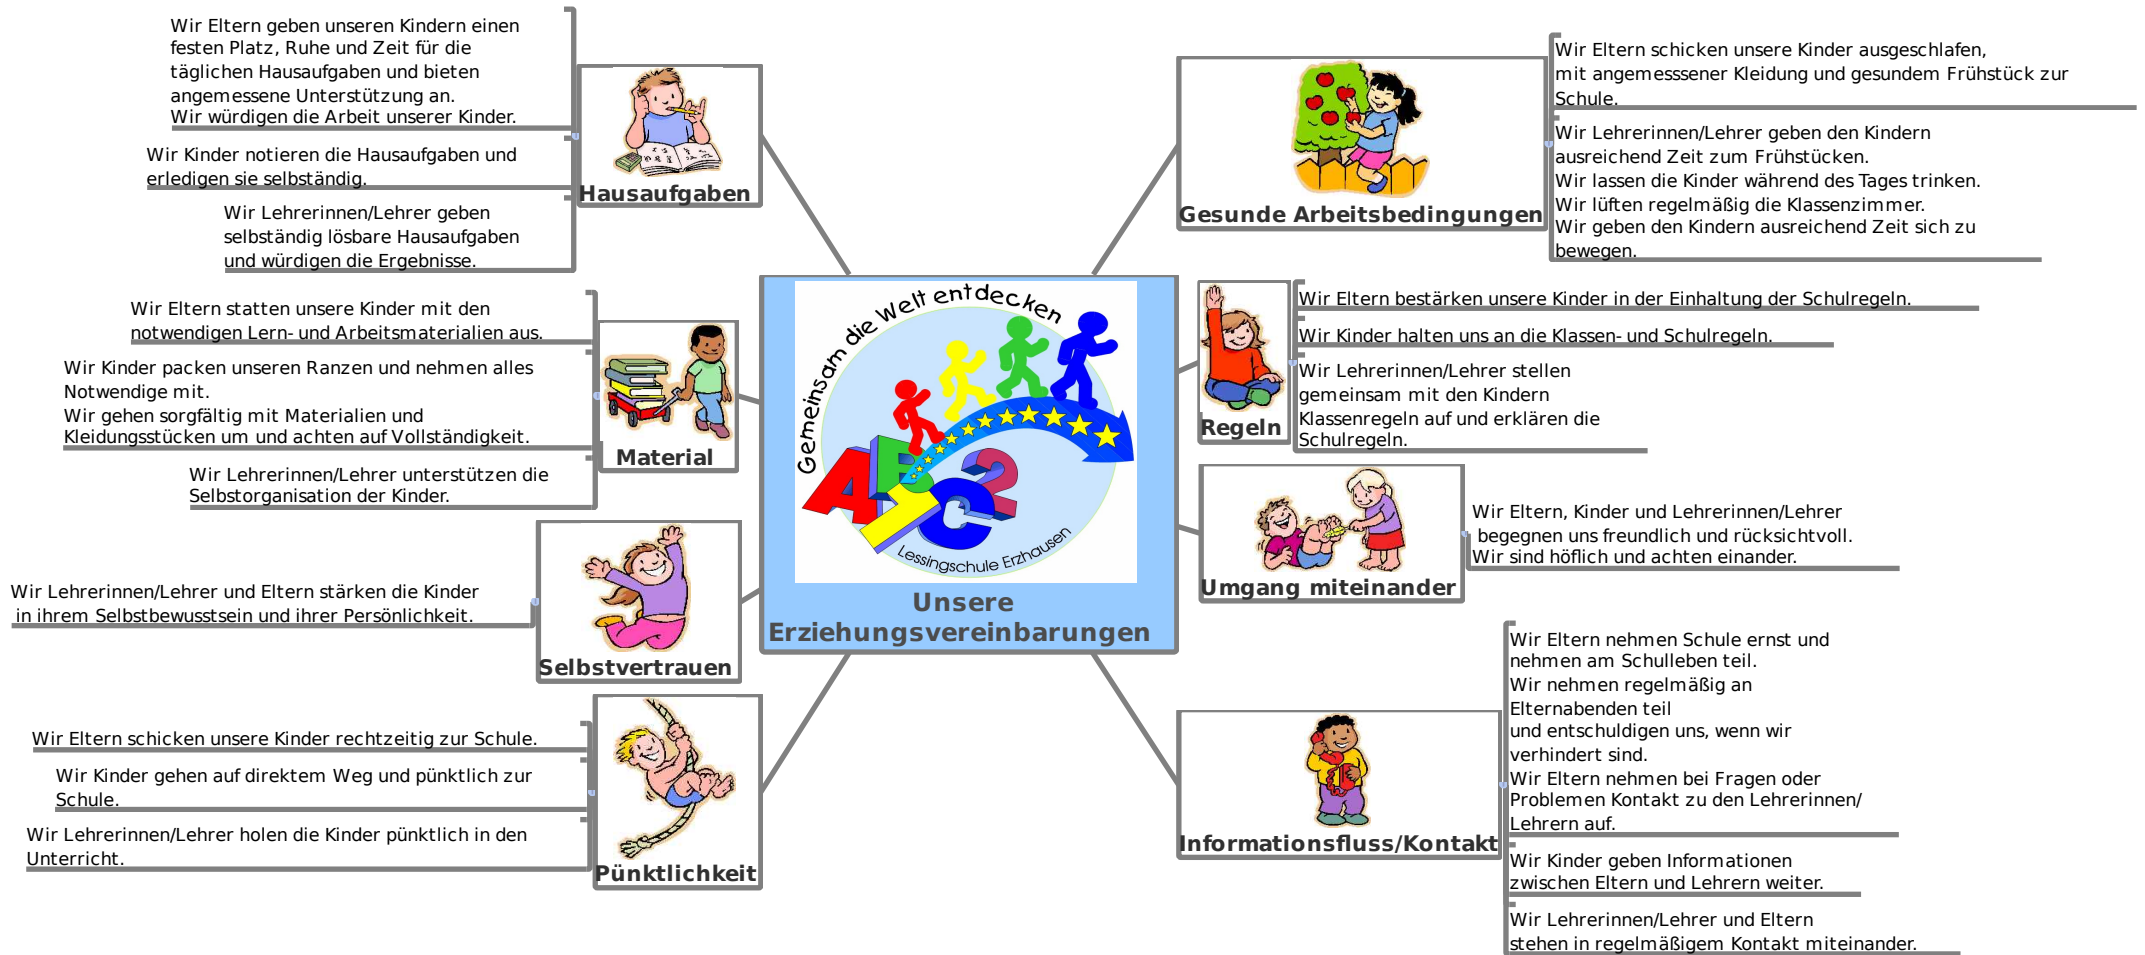 Wir Eltern geben unseren Kindern einen
festen Platz, Ruhe und Zeit für die
täglichen Hausaufgaben und bieten
angemessene Unterstützung an.
Wir würdigen die Arbeit unserer Kinder.
Wir Kinder notieren die Hausaufgaben und
erledigen sie selbständig.
Wir Lehrerinnen/Lehrer geben
selbständig lösbare Hausaufgaben
und würdigen die Ergebnisse.
Hausaufgaben
Wir Eltern statten unsere Kinder mit den
notwendigen Lern- und Arbeitsmaterialien aus.
Wir Kinder packen unseren Ranzen und nehmen alles
Notwendige mit.
Wir gehen sorgfältig mit Materialien und
Kleidungsstücken um und achten auf Vollständigkeit.
Wir Lehrerinnen/Lehrer unterstützen die
Selbstorganisation der Kinder.
Material
Wir Lehrerinnen/Lehrer und Eltern stärken die Kinder
in ihrem Selbstbewusstsein und ihrer Persönlichkeit.
Selbstvertrauen
Wir Eltern schicken unsere Kinder rechtzeitig zur Schule.
Wir Kinder gehen auf direktem Weg und pünktlich zur
Schule.
Wir Lehrerinnen/Lehrer holen die Kinder pünktlich in den
Unterricht.
Pünktlichkeit
Gemeinsam die Welt entdecken
A B C 1 2
Lessingschule Erzhausen
Unsere
Erziehungsvereinbarungen
Gesunde Arbeitsbedingungen
Wir Eltern schicken unsere Kinder ausgeschlafen,
mit angemesssener Kleidung und gesundem Frühstück zur
Schule.
Wir Lehrerinnen/Lehrer geben den Kindern
ausreichend Zeit zum Frühstücken.
Wir lassen die Kinder während des Tages trinken.
Wir lüften regelmäßig die Klassenzimmer.
Wir geben den Kindern ausreichend Zeit sich zu
bewegen.
Regeln
Wir Eltern bestärken unsere Kinder in der Einhaltung der Schulregeln.
Wir Kinder halten uns an die Klassen- und Schulregeln.
Wir Lehrerinnen/Lehrer stellen
gemeinsam mit den Kindern
Klassenregeln auf und erklären die
Schulregeln.
Umgang miteinander
Wir Eltern, Kinder und Lehrerinnen/Lehrer
begegnen uns freundlich und rücksichtvoll.
Wir sind höflich und achten einander.
Informationsfluss/Kontakt
Wir Eltern nehmen Schule ernst und
nehmen am Schulleben teil.
Wir nehmen regelmäßig an
Elternabenden teil
und entschuldigen uns, wenn wir
verhindert sind.
Wir Eltern nehmen bei Fragen oder
Problemen Kontakt zu den Lehrerinnen/
Lehrern auf.
Wir Kinder geben Informationen
zwischen Eltern und Lehrern weiter.
Wir Lehrerinnen/Lehrer und Eltern
stehen in regelmäßigem Kontakt miteinander.